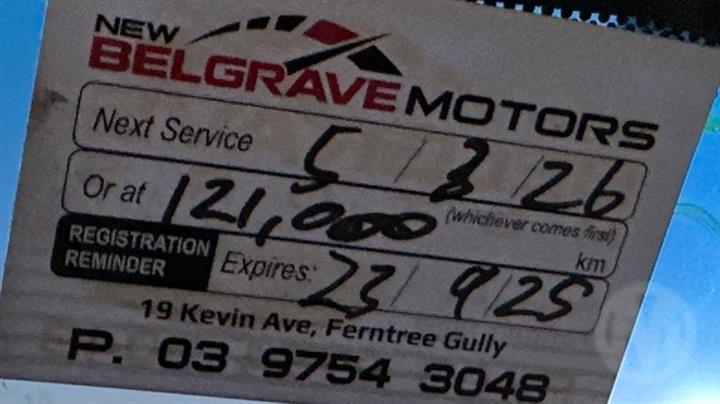 NEW
BELGRAVE MOTORS
Next Service 5/3/26
Or at 121,000 (whichever comes first) km
REGISTRATION REMINDER Expires: 23/9/25
19 Kevin Ave, Ferntree Gully
P. 03 9754 3048